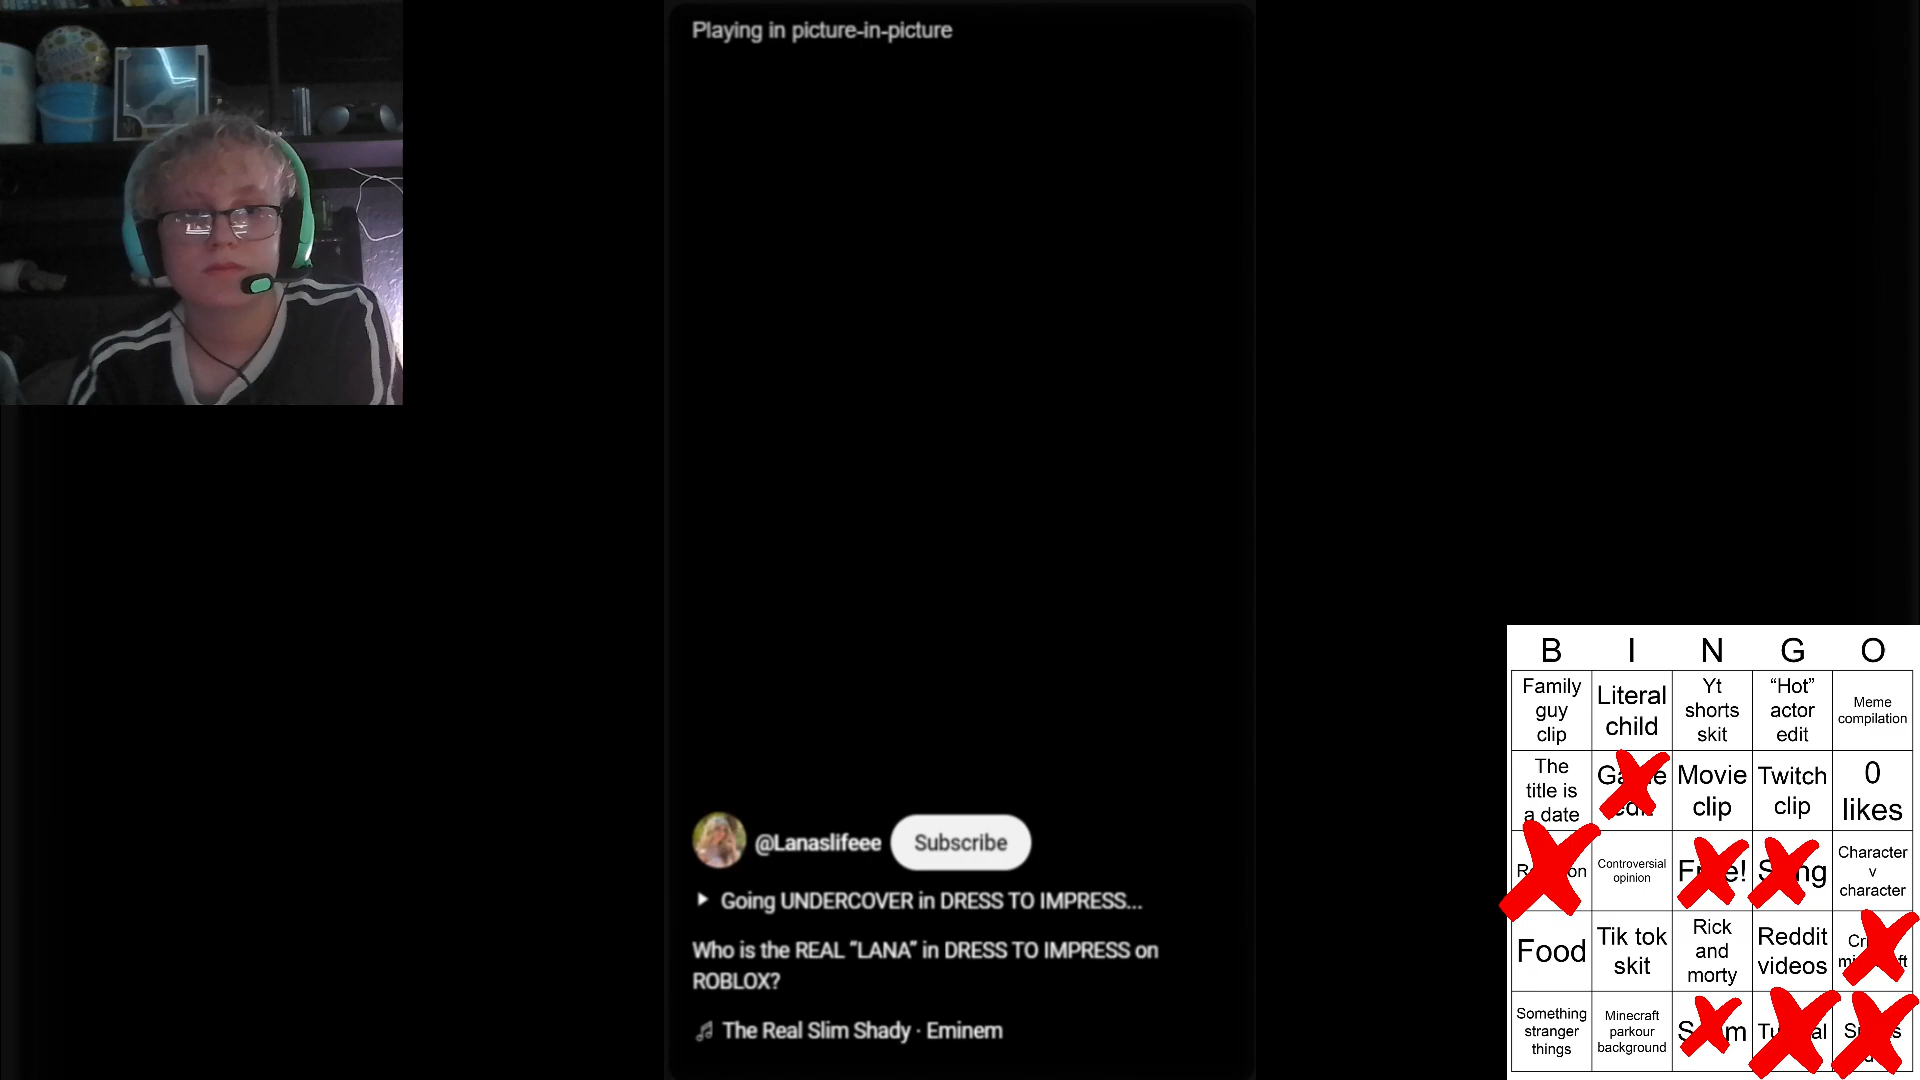 Playing in picture-in-picture
@Lanaslifeee Subscribe
Going UNDERCOVER in DRESS TO IMPRESS...
Who is the REAL “LANA” in DRESS TO IMPRESS on
ROBLOX?
The Real Slim Shady · Eminem
B I N G O
Family
guy
clip
Literal
child
Yt
shorts
skit
“Hot”
actor
edit
Meme
compilation
The
title is
a date
Movie
clip
Twitch
clip
0
likes
Controversial
opinion
Free!
Character
v
character
Food
Tik tok
skit
Rick
and
morty
Reddit
videos
Something
stranger
things
Minecraft
parkour
background